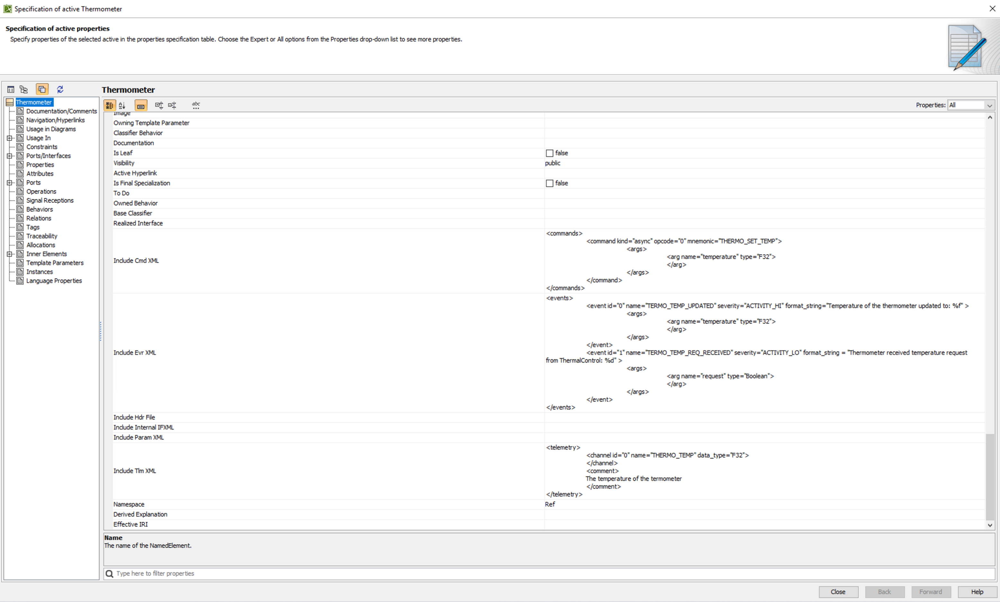 Specification of active Thermometer
Specification of active properties
Specify properties of the selected active in the properties specification table. Choose the Expert or All options from the Properties drop-down list to see more properties.
Thermometer
Thermometer
Documentation/Comments
Navigation/Hyperlinks
Usage in Diagrams
Usage In
Constraints
Ports/Interfaces
Properties
Attributes
Ports
Operations
Signal Receptions
Behaviors
Relations
Tags
Traceability
Allocations
Inner Elements
Template Parameters
Instances
Language Properties
Properties: All
Image
Owning Template Parameter
Classifier Behavior
Documentation
Is Leaf false
Visibility public
Active Hyperlink
Is Final Specialization false
To Do
Owned Behavior
Base Classifier
Realized Interface
Include Cmd XML
<commands>
<command kind="async" opcode="0" mnemonic="THERMO_SET_TEMP">
<args>
<arg name="temperature" type="F32">
</arg>
</args>
</command>
</commands>
Include Evr XML
<events>
<event id="0" name="TERMO_TEMP_UPDATED" severity="ACTIVITY_HI" format_string="Temperature of the thermometer updated to: %f" >
<args>
<arg name="temperature" type="F32">
</arg>
</args>
</event>
<event id="1" name="TERMO_TEMP_REQ_RECEIVED" severity="ACTIVITY_LO" format_string = "Thermometer received temperature request
from ThermalControl: %d" >
<args>
<arg name="request" type="Boolean">
</arg>
</args>
</event>
</events>
Include Hdr File
Include Internal IFXML
Include Param XML
Include Tlm XML
<telemetry>
<channel id="0" name="THERMO_TEMP" data_type="F32">
</channel>
<comment>
The temperature of the termometer
</comment>
</telemetry>
Namespace Ref
Derived Explanation
Effective IRI
Name
The name of the NamedElement.
Type here to filter properties
Close Back Forward Help